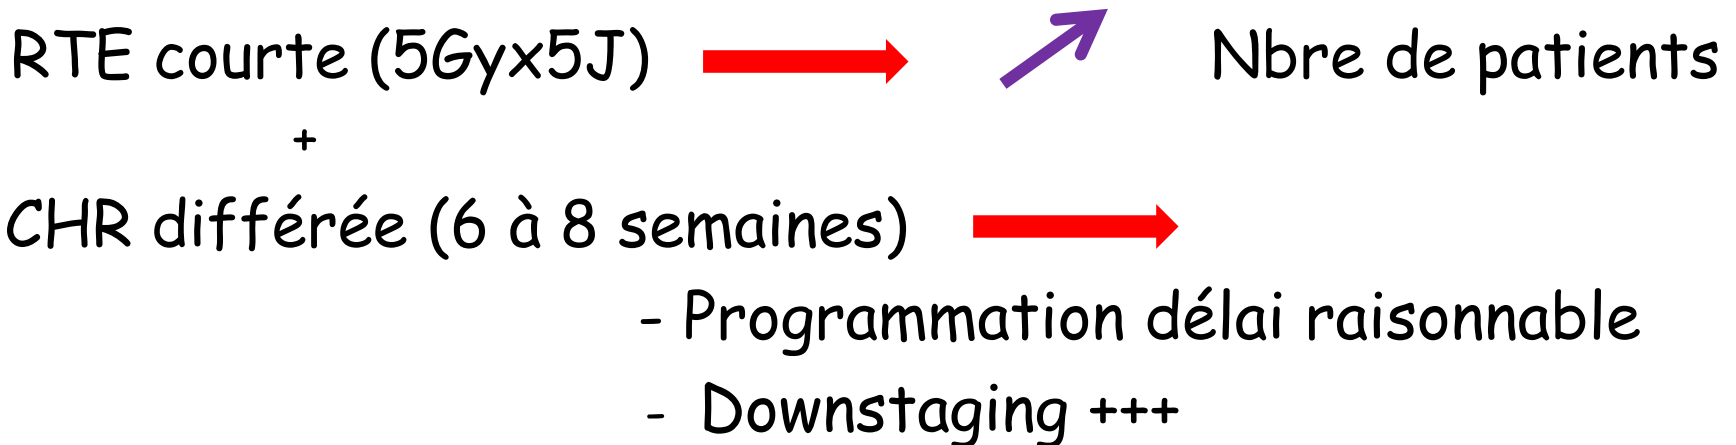 RTE courte (5Gyx5J) Nbre de patients
+
CHR différée (6 à 8 semaines)
- Programmation délai raisonnable
- Downstaging +++